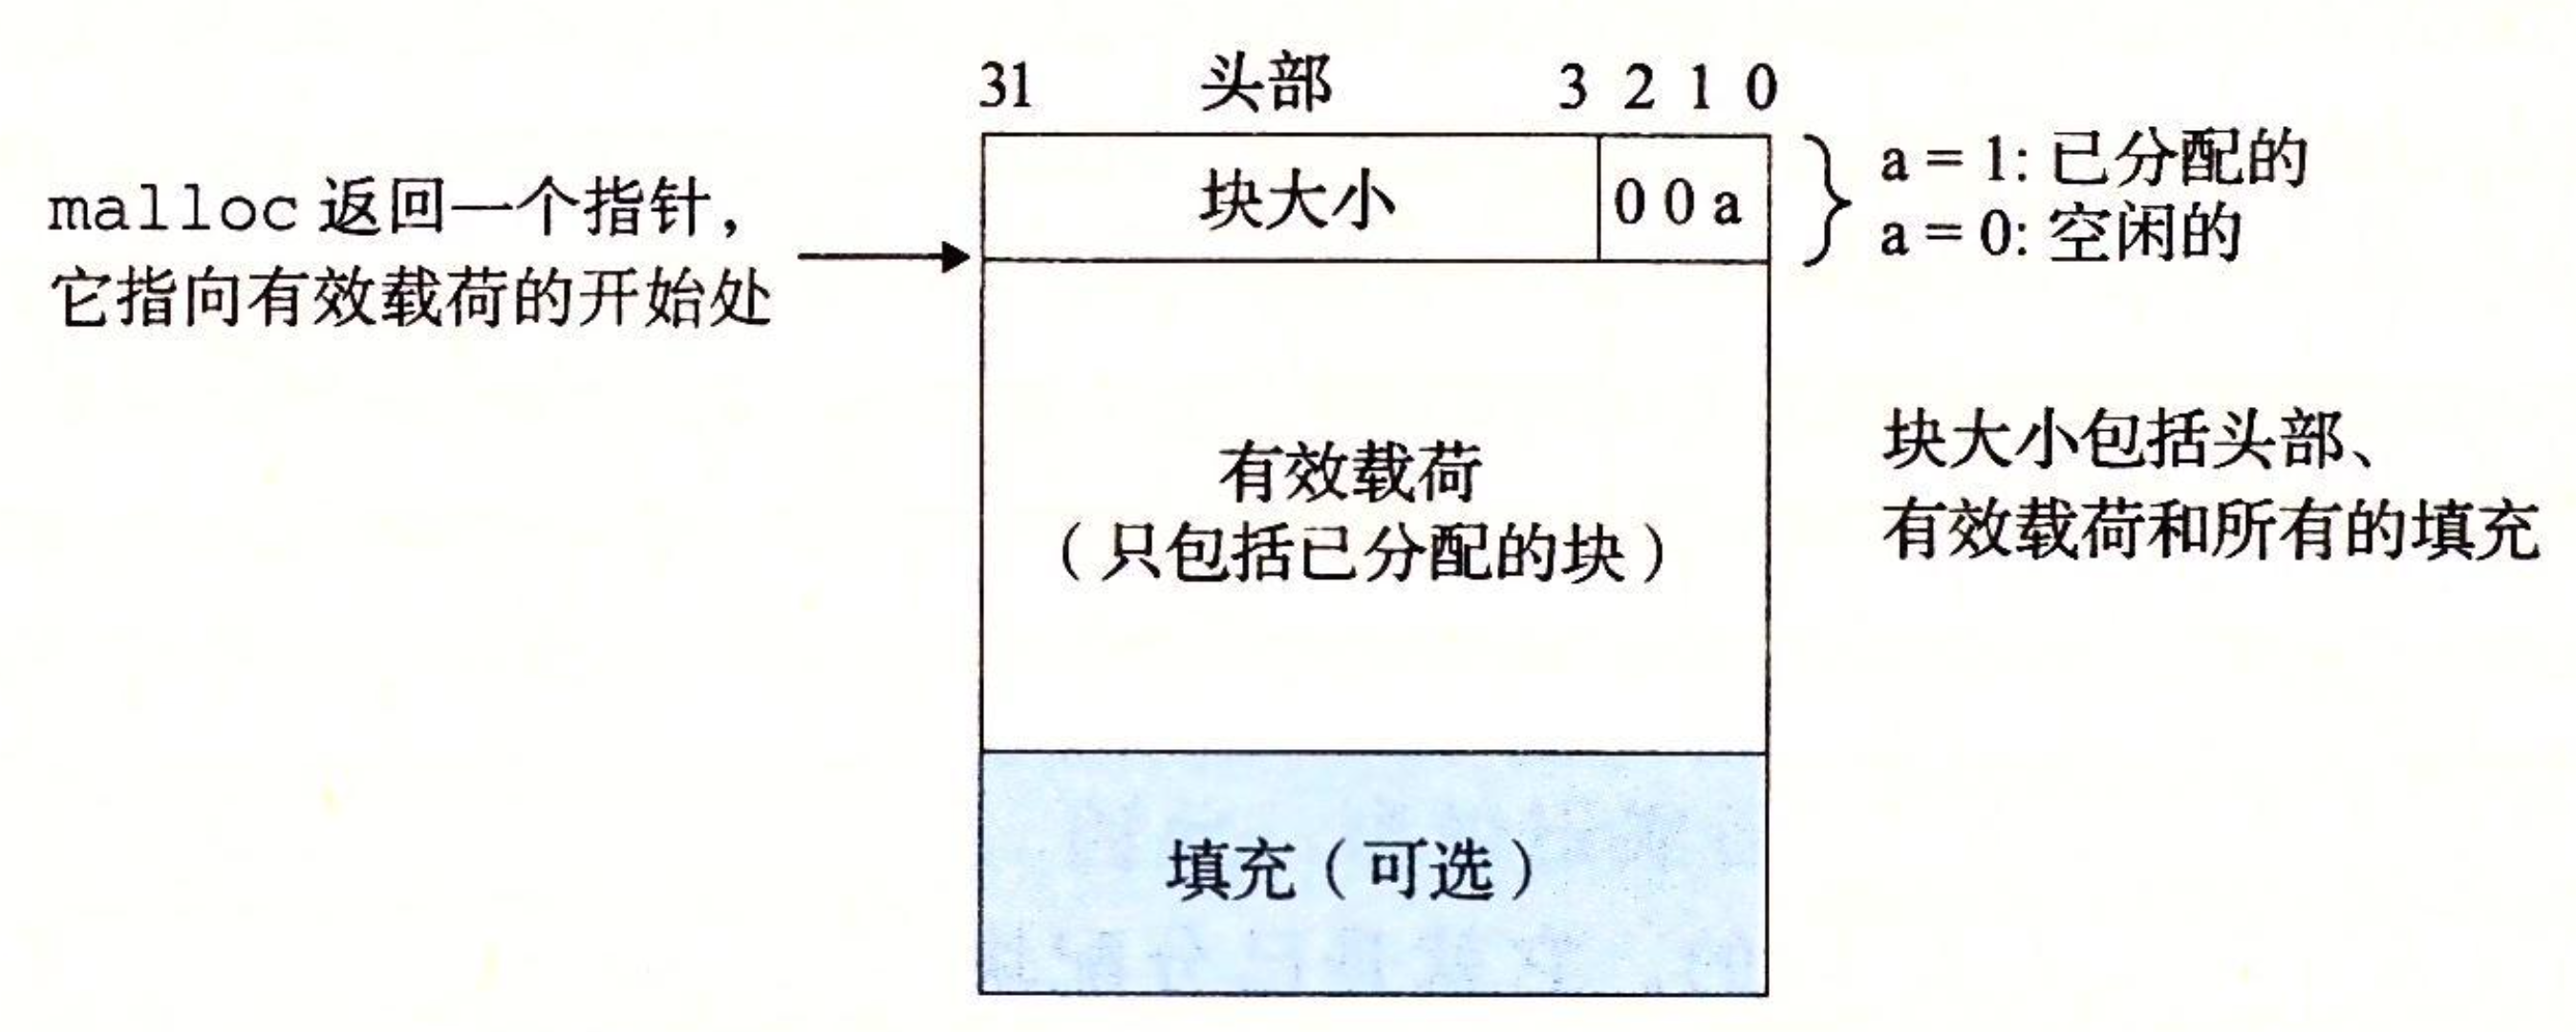 31 头部 3 2 1 0
块大小 0 0 a
a = 1: 已分配的
a = 0: 空闲的
malloc 返回一个指针，
它指向有效载荷的开始处
有效载荷
（只包括已分配的块）
块大小包括头部、
有效载荷和所有的填充
填充（可选）